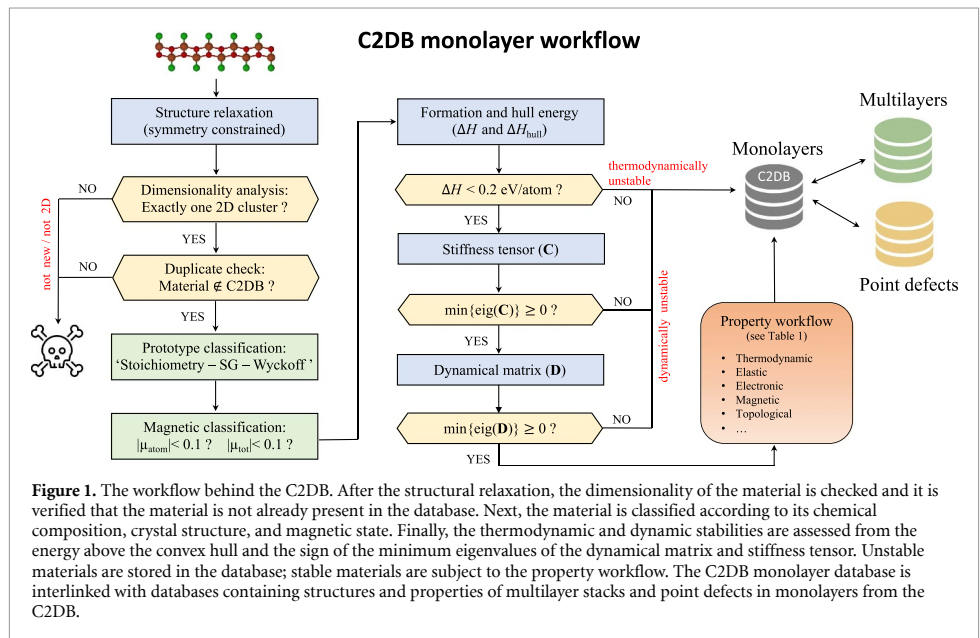 C2DB monolayer workflow
Structure relaxation
(symmetry constrained)
NO
Dimensionality analysis:
Exactly one 2D cluster ?
YES
not new / not 2D
NO
Duplicate check:
Material ∉ C2DB ?
YES
Prototype classification:
‘Stoichiometry – SG – Wyckoff ’
Magnetic classification:
|μatom|< 0.1 ? |μtot|< 0.1 ?
Formation and hull energy
(ΔH and ΔHhull)
thermodynamically
unstable
ΔH < 0.2 eV/atom ?
NO
YES
Stiffness tensor (C)
min{eig(C)} ≥ 0 ?
NO
YES
dynamically unstable
Dynamical matrix (D)
min{eig(D)} ≥ 0 ?
NO
YES
Monolayers
C2DB
Multilayers
Point defects
Property workflow
(see Table 1)
• Thermodynamic
• Elastic
• Electronic
• Magnetic
• Topological
• …
Figure 1. The workflow behind the C2DB. After the structural relaxation, the dimensionality of the material is checked and it is
verified that the material is not already present in the database. Next, the material is classified according to its chemical
composition, crystal structure, and magnetic state. Finally, the thermodynamic and dynamic stabilities are assessed from the
energy above the convex hull and the sign of the minimum eigenvalues of the dynamical matrix and stiffness tensor. Unstable
materials are stored in the database; stable materials are subject to the property workflow. The C2DB monolayer database is
interlinked with databases containing structures and properties of multilayer stacks and point defects in monolayers from the
C2DB.